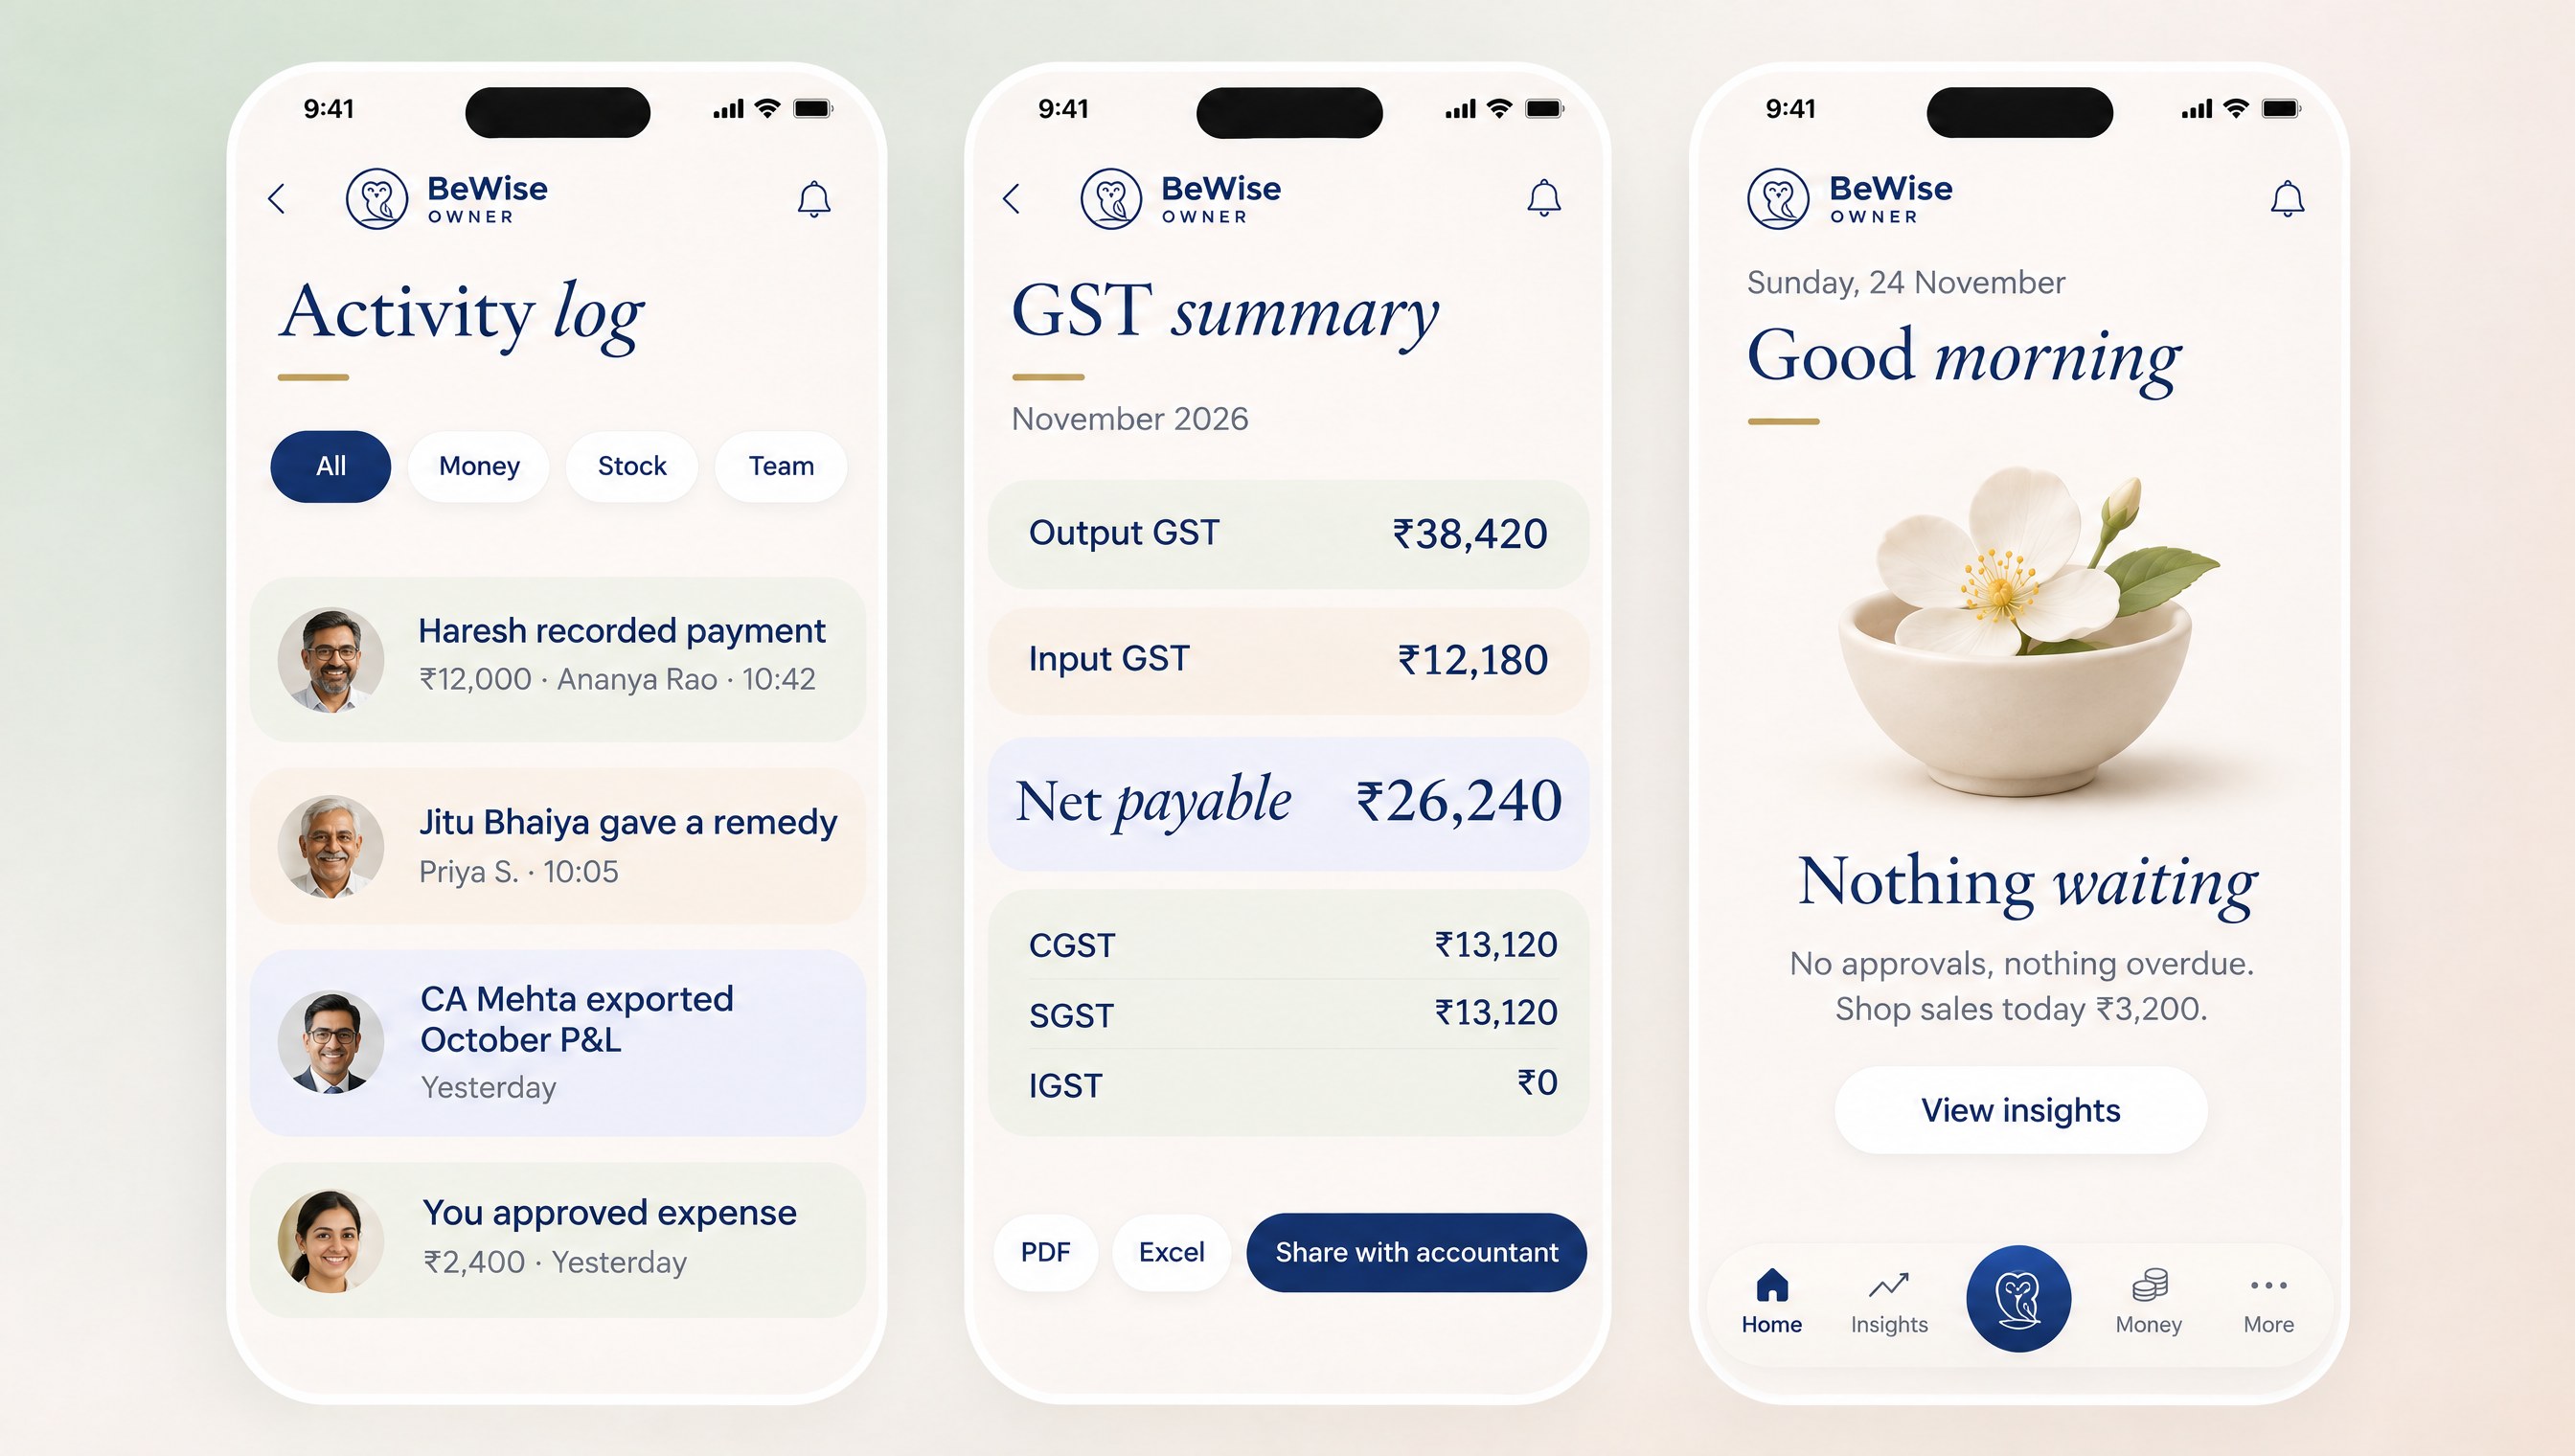 9:41
BeWise
OWNER
Activity log
All
Money
Stock
Team
Haresh recorded payment
₹12,000 · Ananya Rao · 10:42
Jitu Bhaiya gave a remedy
Priya S. · 10:05
CA Mehta exported
October P&L
Yesterday
You approved expense
₹2,400 · Yesterday
9:41
BeWise
OWNER
GST summary
November 2026
Output GST ₹38,420
Input GST ₹12,180
Net payable ₹26,240
CGST ₹13,120
SGST ₹13,120
IGST ₹0
PDF
Excel
Share with accountant
9:41
BeWise
OWNER
Sunday, 24 November
Good morning
Nothing waiting
No approvals, nothing overdue.
Shop sales today ₹3,200.
View insights
Home
Insights
Money
More